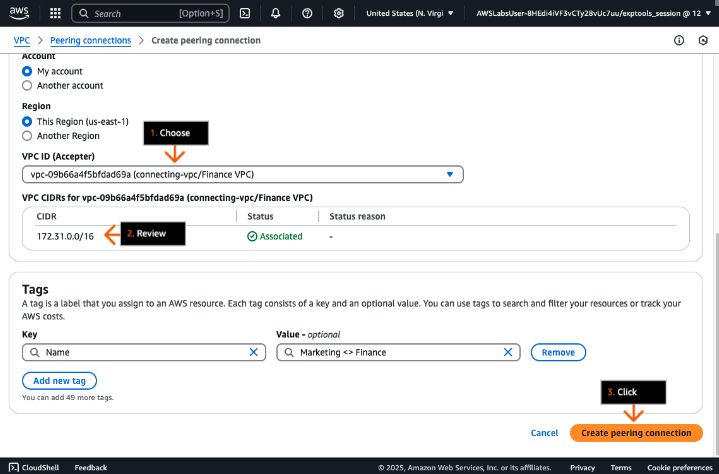 aws
Search [Option+S] United States (N. Virgi AWSLabsUser-8HEdi4iVF3vCTy28vUc7uu/exptools_session @ 12
VPC > Peering connections > Create peering connection
Account
My account
Another account
Region
This Region (us-east-1)
Another Region
1. Choose
VPC ID (Accepter)
vpc-09b66a4f5bfdad69a (connecting-vpc/Finance VPC)
VPC CIDRs for vpc-09b66a4f5bfdad69a (connecting-vpc/Finance VPC)
CIDR Status Status reason
172.31.0.0/16 2. Review Associated -
Tags
A tag is a label that you assign to an AWS resource. Each tag consists of a key and an optional value. You can use tags to search and filter your resources or track your
AWS costs.
Key Value - optional
Name Marketing <> Finance Remove
Add new tag
You can add 49 more tags.
3. Click
Cancel Create peering connection
CloudShell Feedback © 2025, Amazon Web Services, Inc. or its affiliates. Privacy Terms Cookie preferences